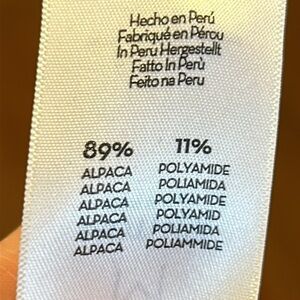 Hecho en Perú
Fabriqué en Pérou
In Peru Hergestellt
Fatto In Perù
Feito na Peru
89% 11%
ALPACA POLYAMIDE
ALPACA POLIAMIDA
ALPACA POLYAMIDE
ALPACA POLYAMID
ALPACA POLIAMIDA
ALPACA POLIAMMIDE